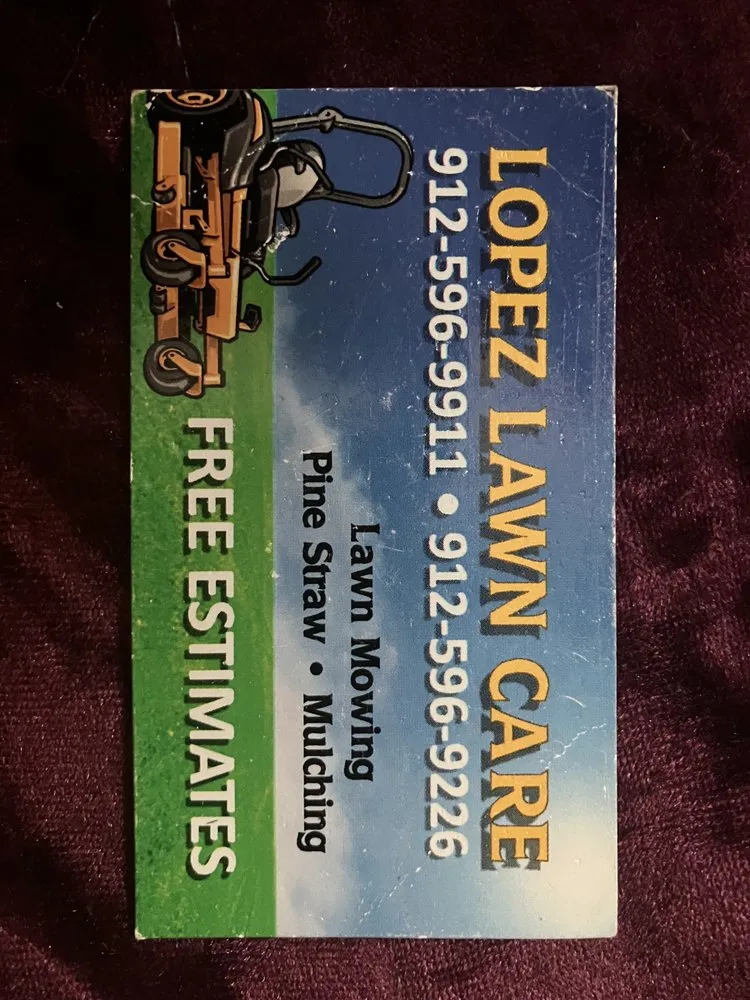 LOPEZ LAWN CARE
912-596-9911 • 912-596-9226
Lawn Mowing
Pine Straw • Mulching
FREE ESTIMATES